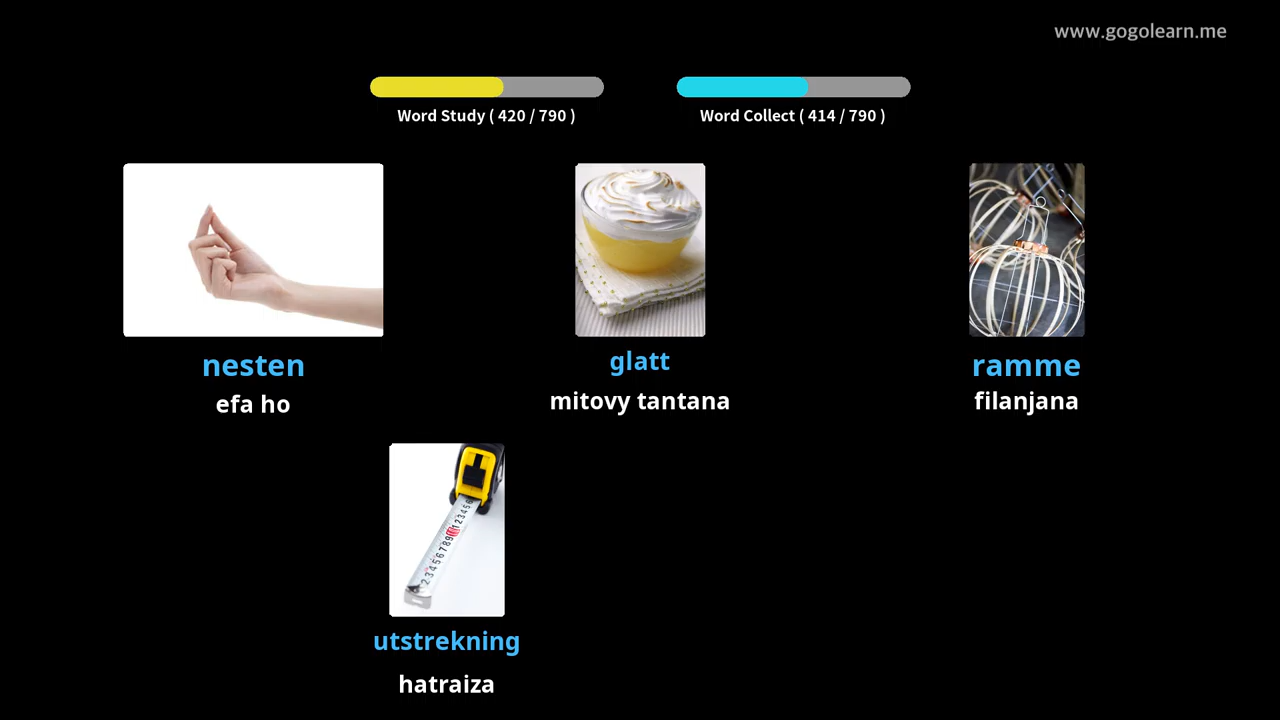 www.gogolearn.me
Word Study ( 420 / 790 )
Word Collect ( 414 / 790 )
nesten
efa ho
glatt
mitovy tantana
ramme
filanjana
utstrekning
hatraiza